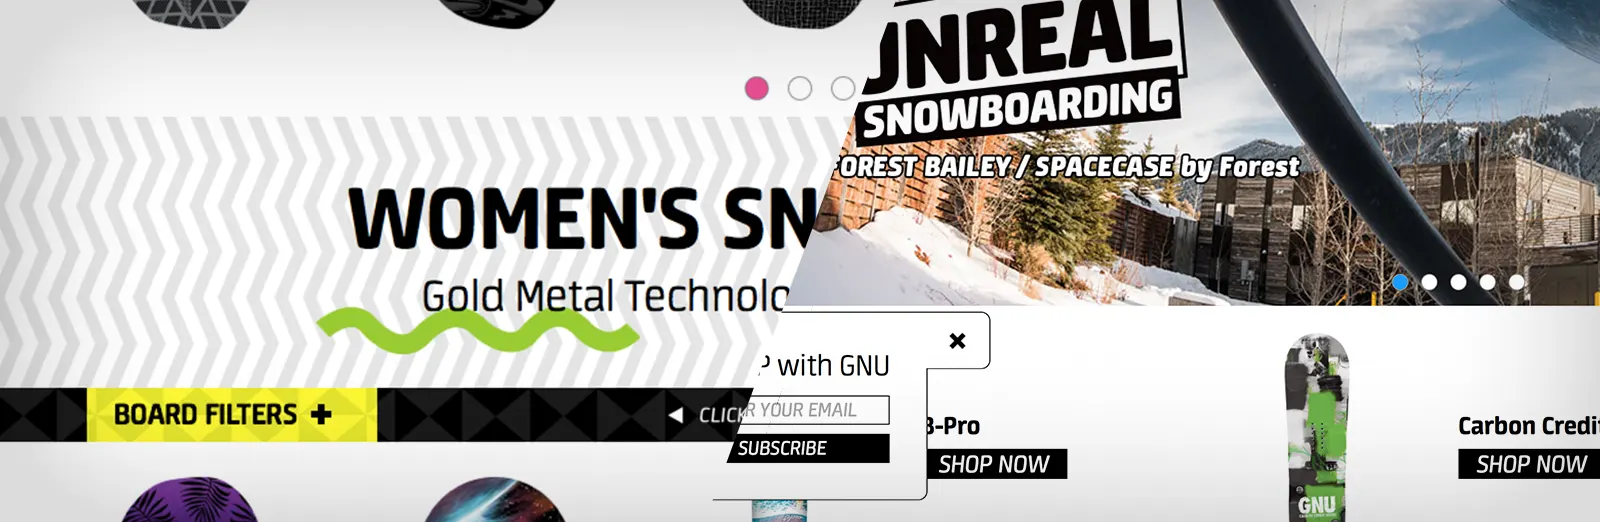 WOMEN'S SN
Gold Metal Technolo
BOARD FILTERS +
◀ CLICK
UNREAL
SNOWBOARDING
FOREST BAILEY / SPACECASE by Forest
P with GNU
R YOUR EMAIL
SUBSCRIBE
B-Pro
SHOP NOW
GNU
Carbon Credit
SHOP NOW